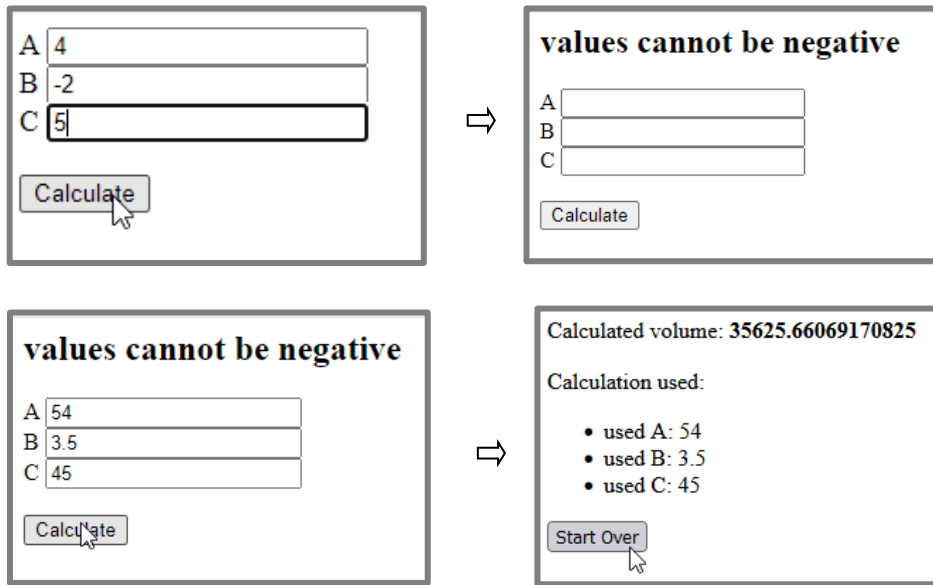 A 4
B -2
C 5
Calculate
values cannot be negative
A
B
C
Calculate
values cannot be negative
A 54
B 3.5
C 45
Calculate
Calculated volume: 35625.66069170825
Calculation used:
• used A: 54
• used B: 3.5
• used C: 45
Start Over